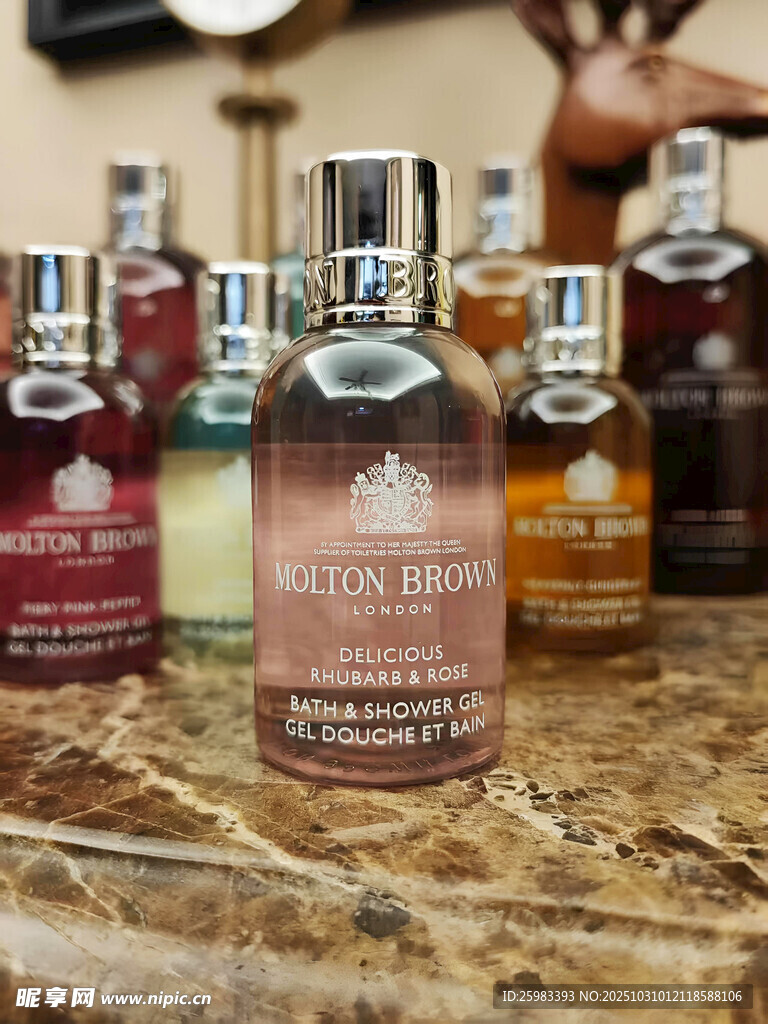 N BRO
BY APPOINTMENT TO HER MAJESTY THE QUEEN
SUPPLIER OF TOILETRIES MOLTON BROWN LONDON
MOLTON BROWN
LONDON
DELICIOUS
RHUBARB & ROSE
BATH & SHOWER GEL
GEL DOUCHE ET BAIN
MOLTON BROWN
LONDON
FIERY PINK PEPPER
BATH & SHOWER GEL
GEL DOUCHE ET BAIN
MOLTON BROWN
LONDON
BATH & SHOWER GEL
GEL DOUCHE ET BAIN
MOLTON BROWN
昵享网 www.nipic.cn
ID:25983393 NO:20251031012118588106